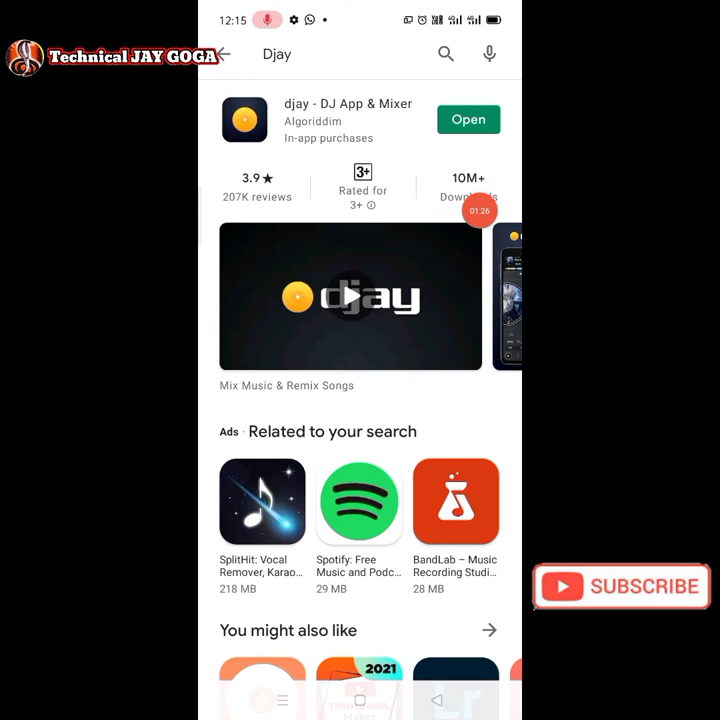 12:15
Technical JAY GOGA
Djay
djay - DJ App & Mixer
Algoriddim
In-app purchases
Open
3.9★
207K reviews
3+
Rated for
3+
10M+
01:26
djay
Mix Music & Remix Songs
Ads · Related to your search
SplitHit: Vocal
Remover, Karao...
218 MB
Spotify: Free
Music and Podc...
29 MB
BandLab – Music
Recording Studi...
28 MB
SUBSCRIBE
You might also like
2021
Maker
Lr